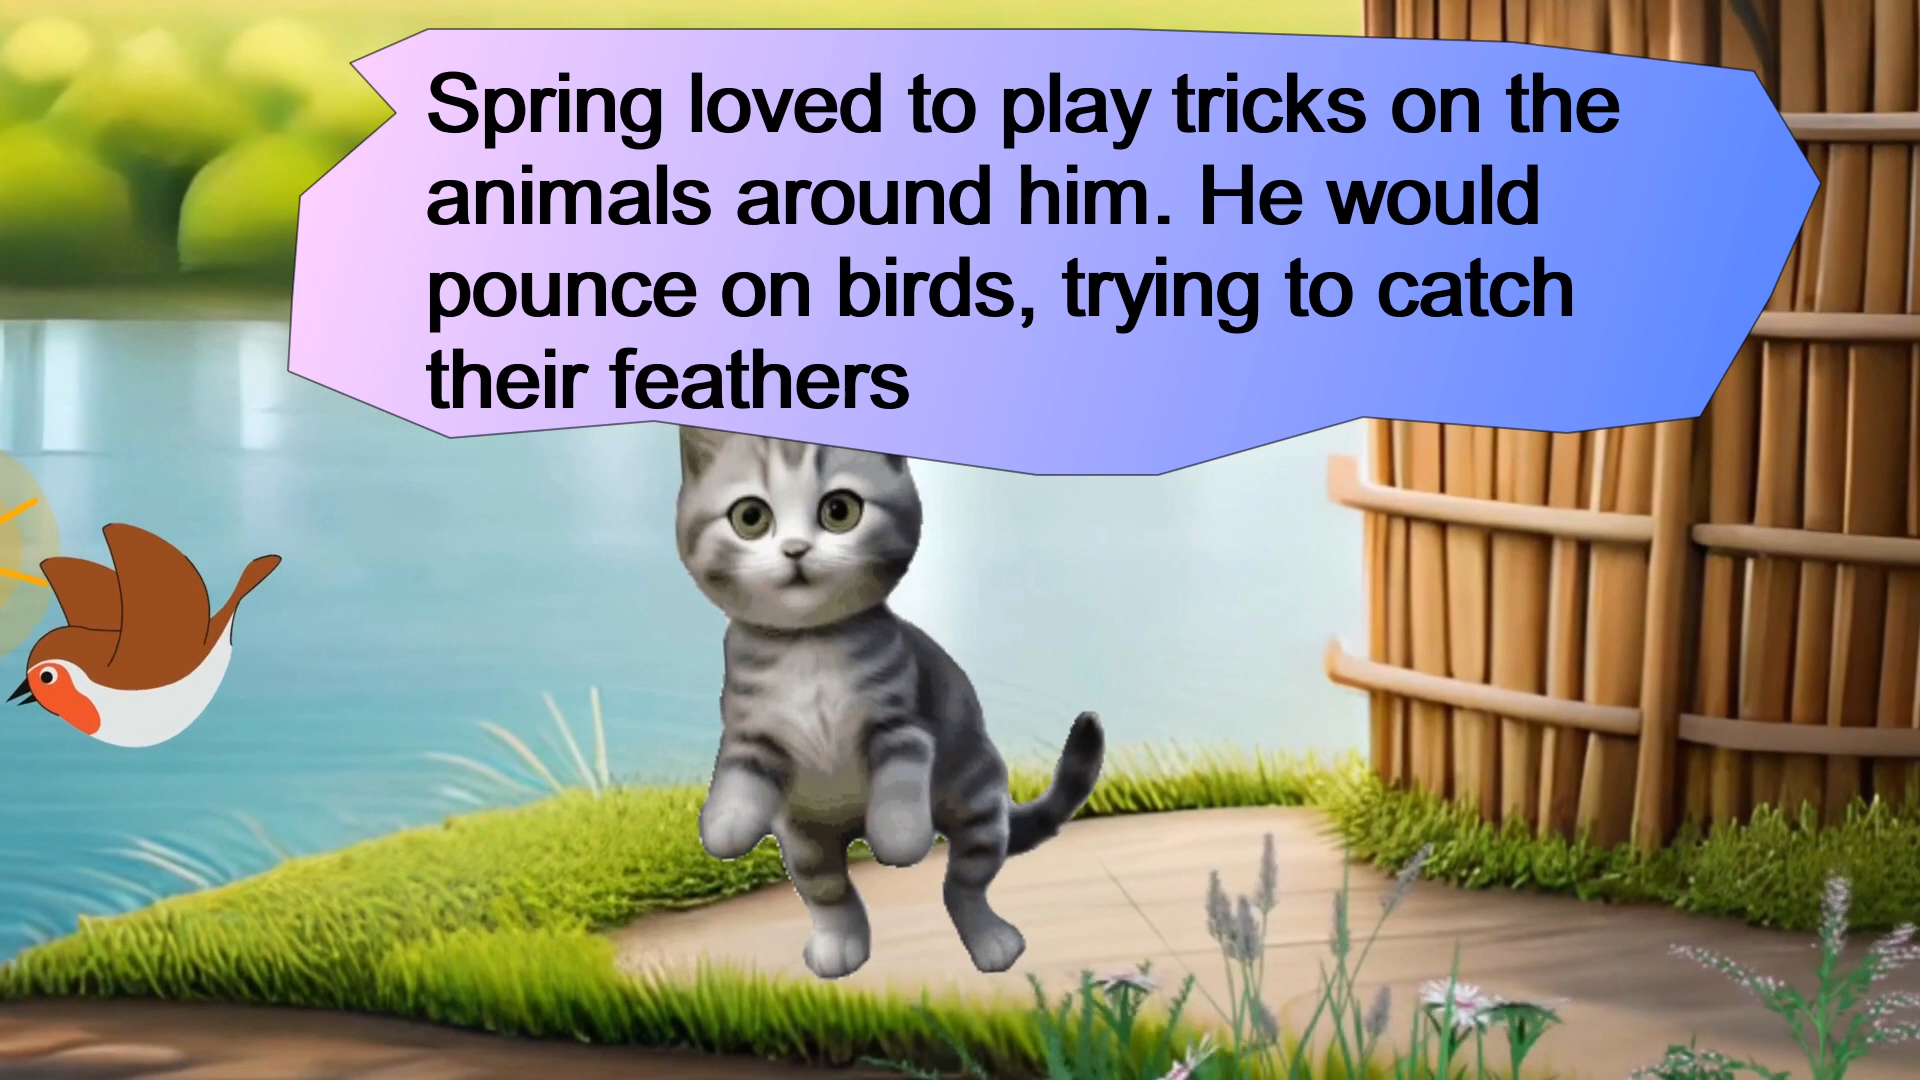 Spring loved to play tricks on the
animals around him. He would
pounce on birds, trying to catch
their feathers